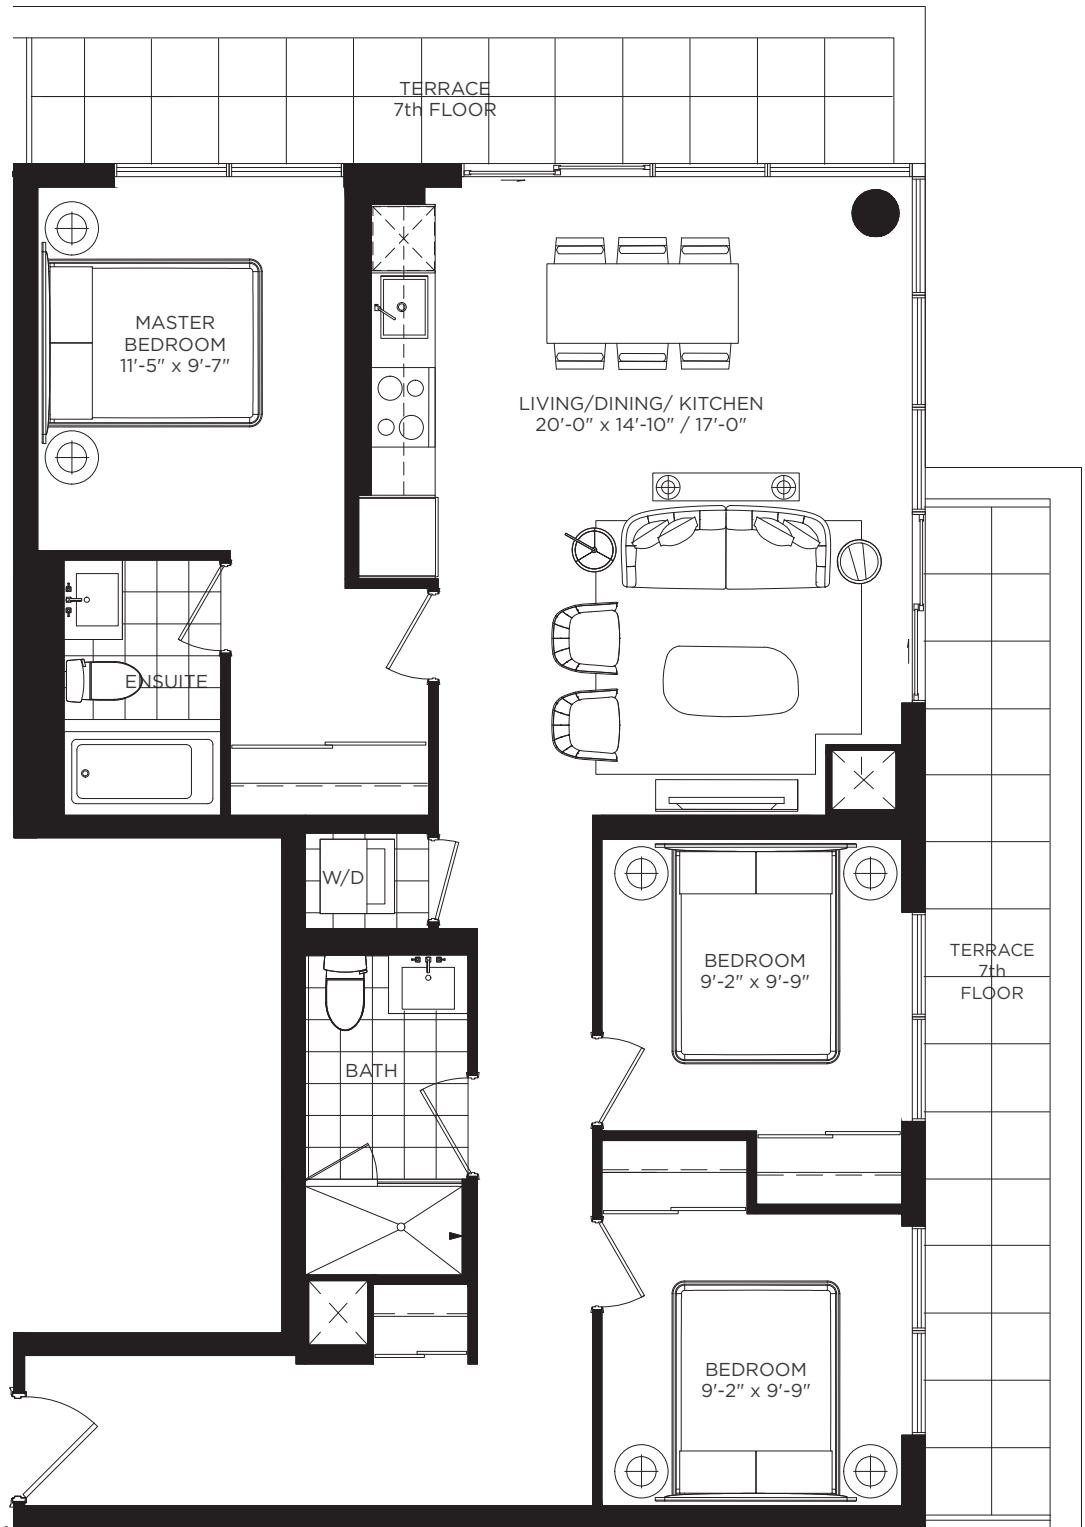 TERRACE
7th FLOOR
MASTER
BEDROOM
11'-5" x 9'-7"
LIVING/DINING/ KITCHEN
20'-0" x 14'-10" / 17'-0"
ENSUITE
W/D
BEDROOM
9'-2" x 9'-9"
TERRACE
7th
FLOOR
BATH
BEDROOM
9'-2" x 9'-9"